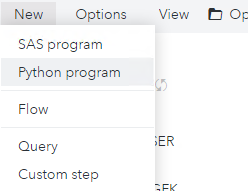 New Options View Op
SAS program
Python program
Flow
SER
Query
Custom step
GEK